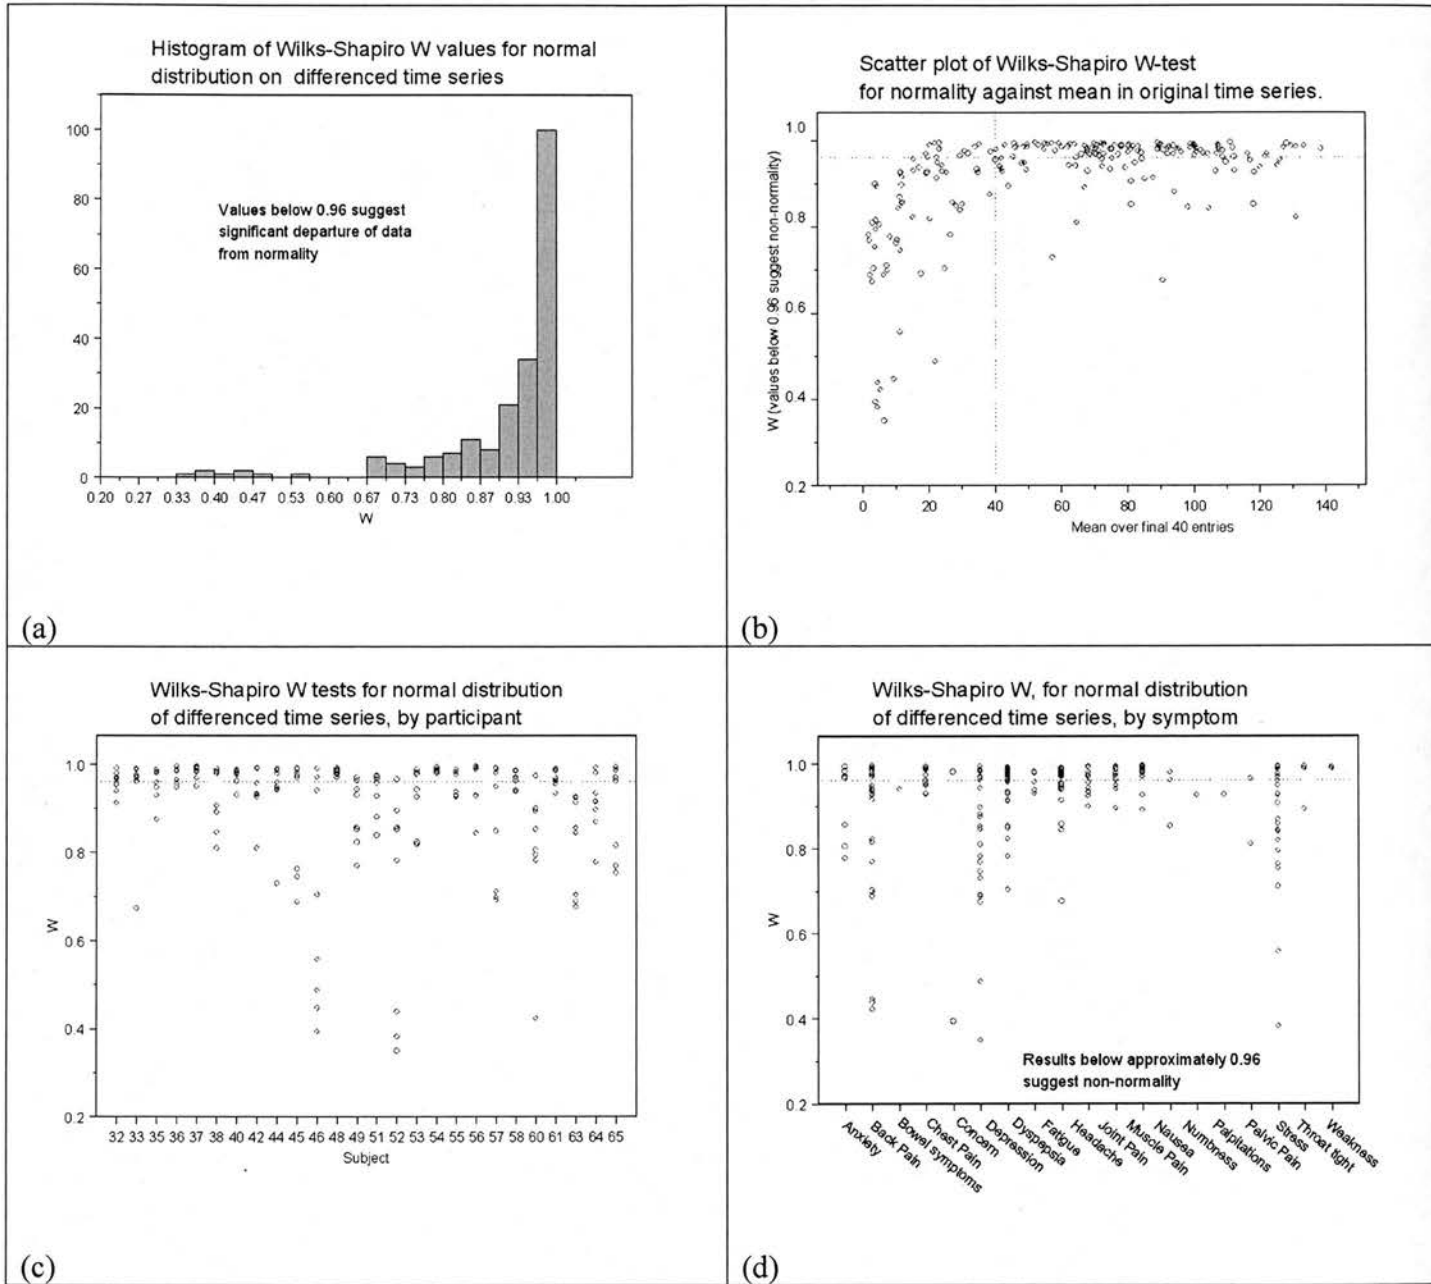 Histogram of Wilks-Shapiro W values for normal
distribution on differenced time series
100
80
60
40
20
0
Values below 0.96 suggest
significant departure of data
from normality
0.20 0.27 0.33 0.40 0.47 0.53 0.60 0.67 0.73 0.80 0.87 0.93 1.00
W
(a)
Scatter plot of Wilks-Shapiro W-test
for normality against mean in original time series.
W (values below 0.96 suggest non-normality)
1.0
0.8
0.6
0.4
0.2
0 20 40 60 80 100 120 140
Mean over final 40 entries
(b)
Wilks-Shapiro W tests for normal distribution
of differenced time series, by participant
1.0
0.8
0.6
0.4
0.2
W
32 33 35 36 37 38 40 42 44 45 46 48 49 51 52 53 54 55 56 57 58 60 61 63 64 65
Subject
(c)
Wilks-Shapiro W, for normal distribution
of differenced time series, by symptom
1.0
0.8
0.6
0.4
0.2
W
Results below approximately 0.96
suggest non-normality
Anxiety
Back Pain
Bowel symptoms
Chest Pain
Concern
Depression
Dyspepsia
Fatigue
Headache
Joint Pain
Muscle Pain
Nausea
Numbness
Palpitations
Pelvic Pain
Stress
Throat tight
Weakness
(d)